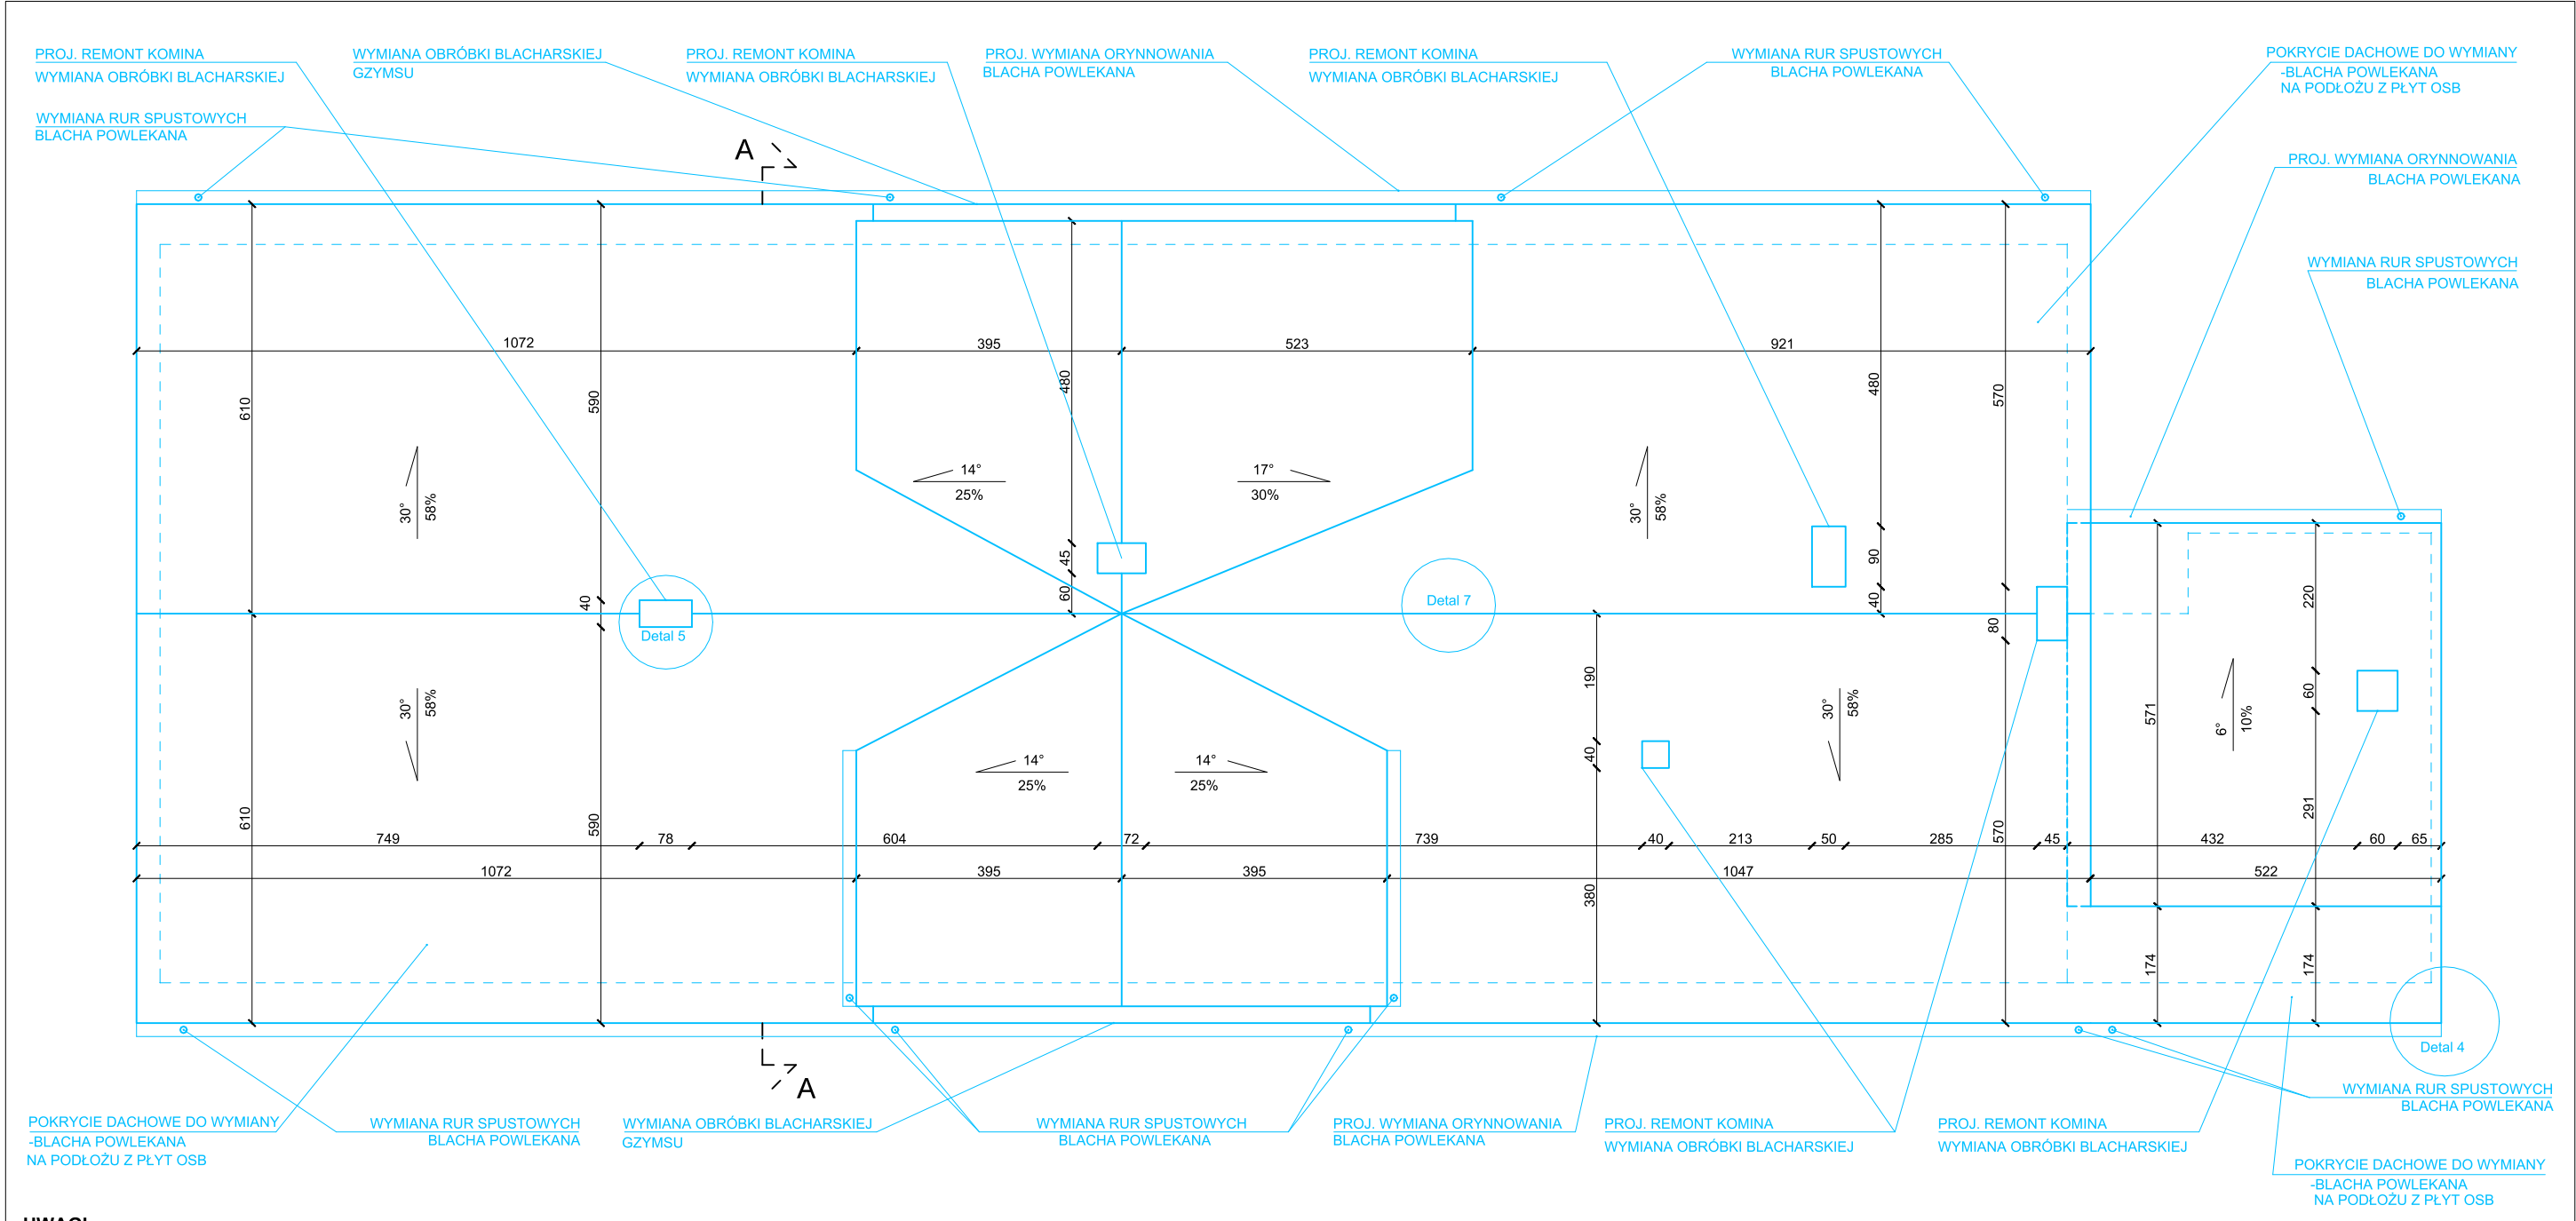 PROJ. REMONT KOMINA
WYMIANA OBRÓBKI BLACHARSKIEJ
WYMIANA OBRÓBKI BLACHARSKIEJ
GZYMSU
PROJ. REMONT KOMINA
WYMIANA OBRÓBKI BLACHARSKIEJ
PROJ. WYMIANA ORYNNOWANIA
BLACHA POWLEKANA
PROJ. REMONT KOMINA
WYMIANA OBRÓBKI BLACHARSKIEJ
WYMIANA RUR SPUSTOWYCH
BLACHA POWLEKANA
POKRYCIE DACHOWE DO WYMIANY
-BLACHA POWLEKANA
NA PODŁOŻU Z PŁYT OSB
WYMIANA RUR SPUSTOWYCH
BLACHA POWLEKANA
A
PROJ. WYMIANA ORYNNOWANIA
BLACHA POWLEKANA
WYMIANA RUR SPUSTOWYCH
BLACHA POWLEKANA
1072
395
523
921
610
590
480
480
570
30°
58%
14°
25%
17°
30%
30°
58%
45
60
90
40
40
80
220
Detal 5
Detal 7
190
40
60
30°
58%
30°
58%
571
6°
10%
14°
25%
14°
25%
610
590
570
291
749
78
604
72
739
40
213
50
285
45
432
60
65
1072
395
395
1047
522
380
174
174
Detal 4
A
POKRYCIE DACHOWE DO WYMIANY
-BLACHA POWLEKANA
NA PODŁOŻU Z PŁYT OSB
WYMIANA RUR SPUSTOWYCH
BLACHA POWLEKANA
WYMIANA OBRÓBKI BLACHARSKIEJ
GZYMSU
WYMIANA RUR SPUSTOWYCH
BLACHA POWLEKANA
PROJ. WYMIANA ORYNNOWANIA
BLACHA POWLEKANA
PROJ. REMONT KOMINA
WYMIANA OBRÓBKI BLACHARSKIEJ
PROJ. REMONT KOMINA
WYMIANA OBRÓBKI BLACHARSKIEJ
WYMIANA RUR SPUSTOWYCH
BLACHA POWLEKANA
POKRYCIE DACHOWE DO WYMIANY
-BLACHA POWLEKANA
NA PODŁOŻU Z PŁYT OSB